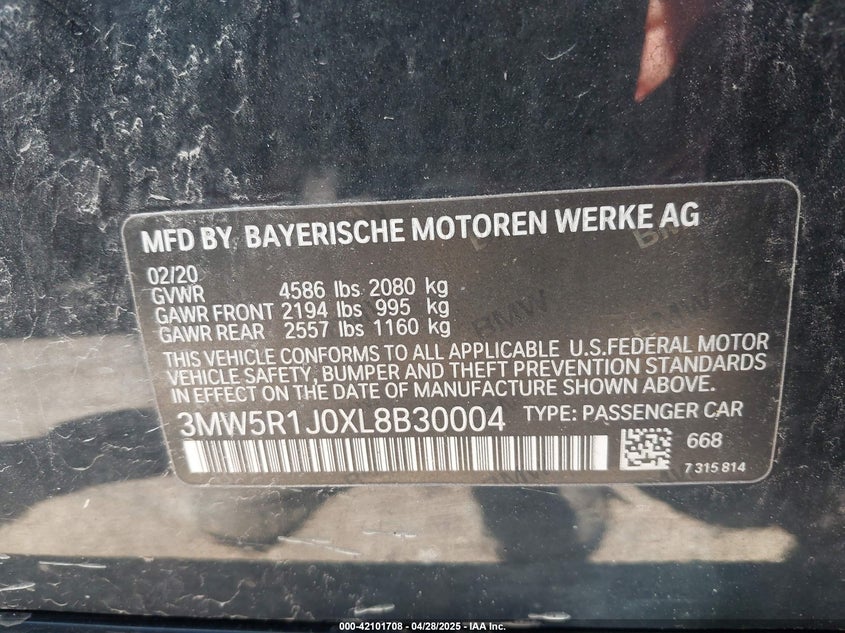 MFD BY BAYERISCHE MOTOREN WERKE AG
02/20
GVWR 4586 lbs 2080 kg
GAWR FRONT 2194 lbs 995 kg
GAWR REAR 2557 lbs 1160 kg
THIS VEHICLE CONFORMS TO ALL APPLICABLE U.S.FEDERAL MOTOR
VEHICLE SAFETY, BUMPER AND THEFT PREVENTION STANDARDS
IN EFFECT ON THE DATE OF MANUFACTURE SHOWN ABOVE.
3MW5R1J0XL8B30004 TYPE: PASSENGER CAR
668
7 315 814
000-42101708 - 04/28/2025 - IAA Inc.